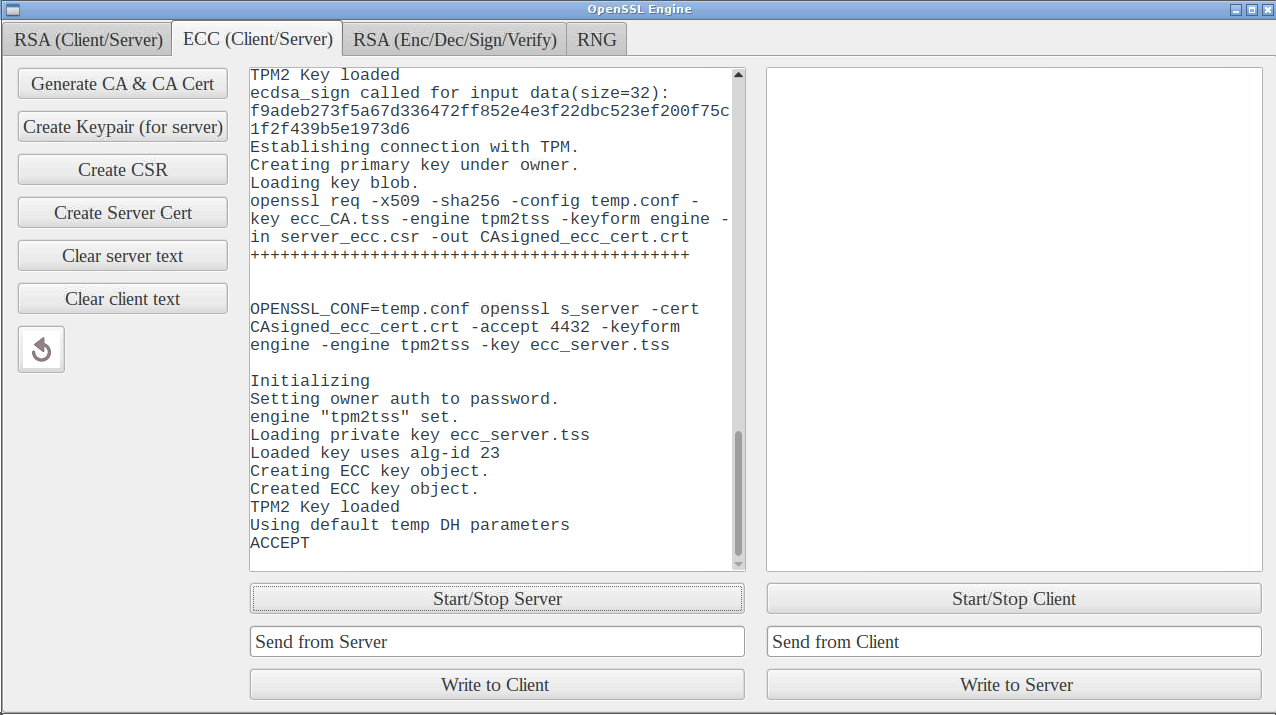 OpenSSL Engine
RSA (Client/Server)
ECC (Client/Server)
RSA (Enc/Dec/Sign/Verify)
RNG
Generate CA & CA Cert
Create Keypair (for server)
Create CSR
Create Server Cert
Clear server text
Clear client text
TPM2 Key loaded
ecdsa_sign called for input data(size=32):
f9adeb273f5a67d336472ff852e4e3f22dbc523ef200f75c
1f2f439b5e1973d6
Establishing connection with TPM.
Creating primary key under owner.
Loading key blob.
openssl req -x509 -sha256 -config temp.conf -
key ecc_CA.tss -engine tpm2tss -keyform engine -
in server_ecc.csr -out CAsigned_ecc_cert.crt
++++++++++++++++++++++++++++++++++++++++++++
OPENSSL_CONF=temp.conf openssl s_server -cert
CAsigned_ecc_cert.crt -accept 4432 -keyform
engine -engine tpm2tss -key ecc_server.tss
Initializing
Setting owner auth to password.
engine "tpm2tss" set.
Loading private key ecc_server.tss
Loaded key uses alg-id 23
Creating ECC key object.
Created ECC key object.
TPM2 Key loaded
Using default temp DH parameters
ACCEPT
Start/Stop Server
Send from Server
Write to Client
Start/Stop Client
Send from Client
Write to Server